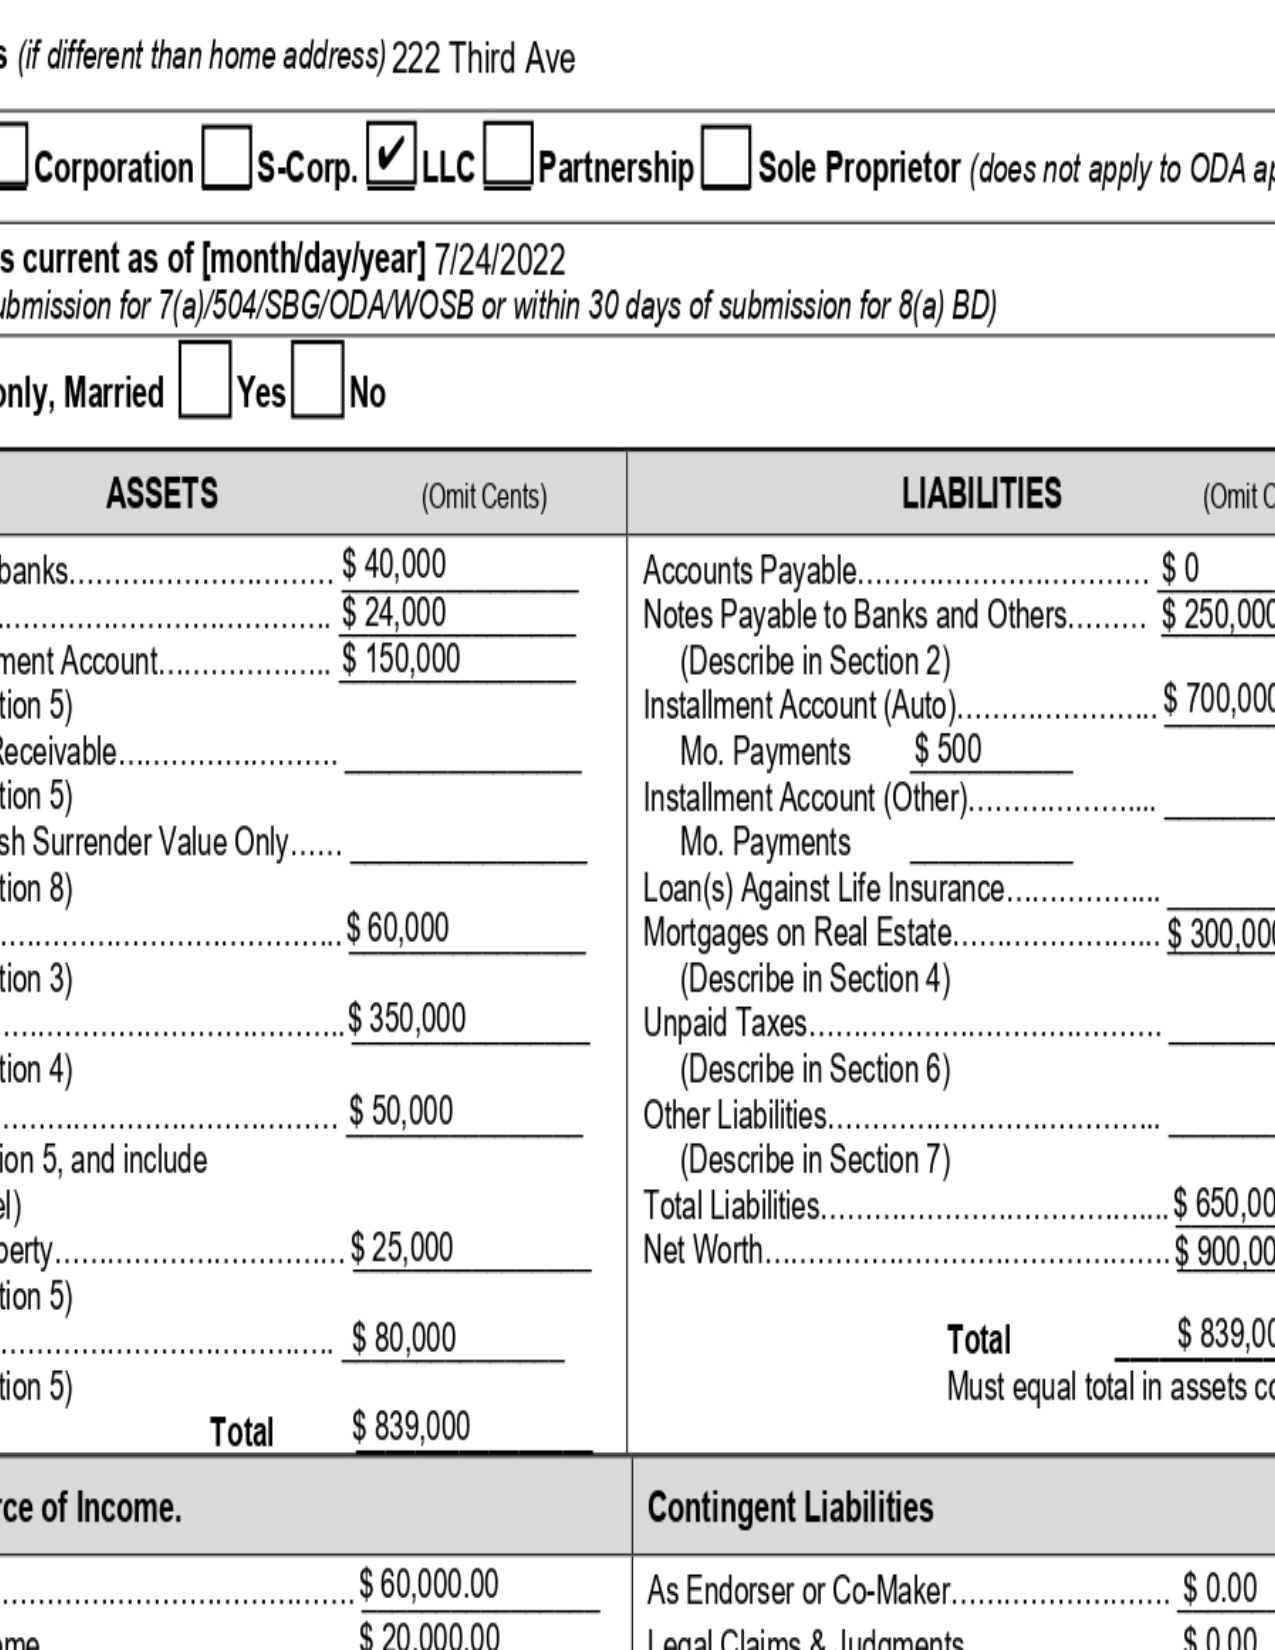 s (if different than home address) 222 Third Ave
Corporation S-Corp. ✔ LLC Partnership Sole Proprietor (does not apply to ODA ap
s current as of [month/day/year] 7/24/2022
ubmission for 7(a)/504/SBG/ODA/WOSB or within 30 days of submission for 8(a) BD)
only, Married Yes No
ASSETS (Omit Cents)
banks.................................... $ 40,000
.................................... $ 24,000
ment Account....................... $ 150,000
tion 5)
Receivable..............................
tion 5)
sh Surrender Value Only......
tion 8)
.................................... $ 60,000
tion 3)
.................................... $ 350,000
tion 4)
.................................... $ 50,000
ion 5, and include
el)
perty.................................... $ 25,000
tion 5)
.................................... $ 80,000
tion 5)
Total $ 839,000
LIABILITIES (Omit C
Accounts Payable.................................... $ 0
Notes Payable to Banks and Others......... $ 250,000
(Describe in Section 2)
Installment Account (Auto)........................... $ 700,000
Mo. Payments $ 500
Installment Account (Other).........................
Mo. Payments
Loan(s) Against Life Insurance....................
Mortgages on Real Estate........................... $ 300,000
(Describe in Section 4)
Unpaid Taxes...............................................
(Describe in Section 6)
Other Liabilities............................................
(Describe in Section 7)
Total Liabilities.............................................. $ 650,00
Net Worth...................................................... $ 900,00
Total $ 839,00
Must equal total in assets co
rce of Income.
.............................................. $ 60,000.00
ome $ 20,000.00
Contingent Liabilities
As Endorser or Co-Maker............................. $ 0.00
Legal Claims & Judgments $ 0.00